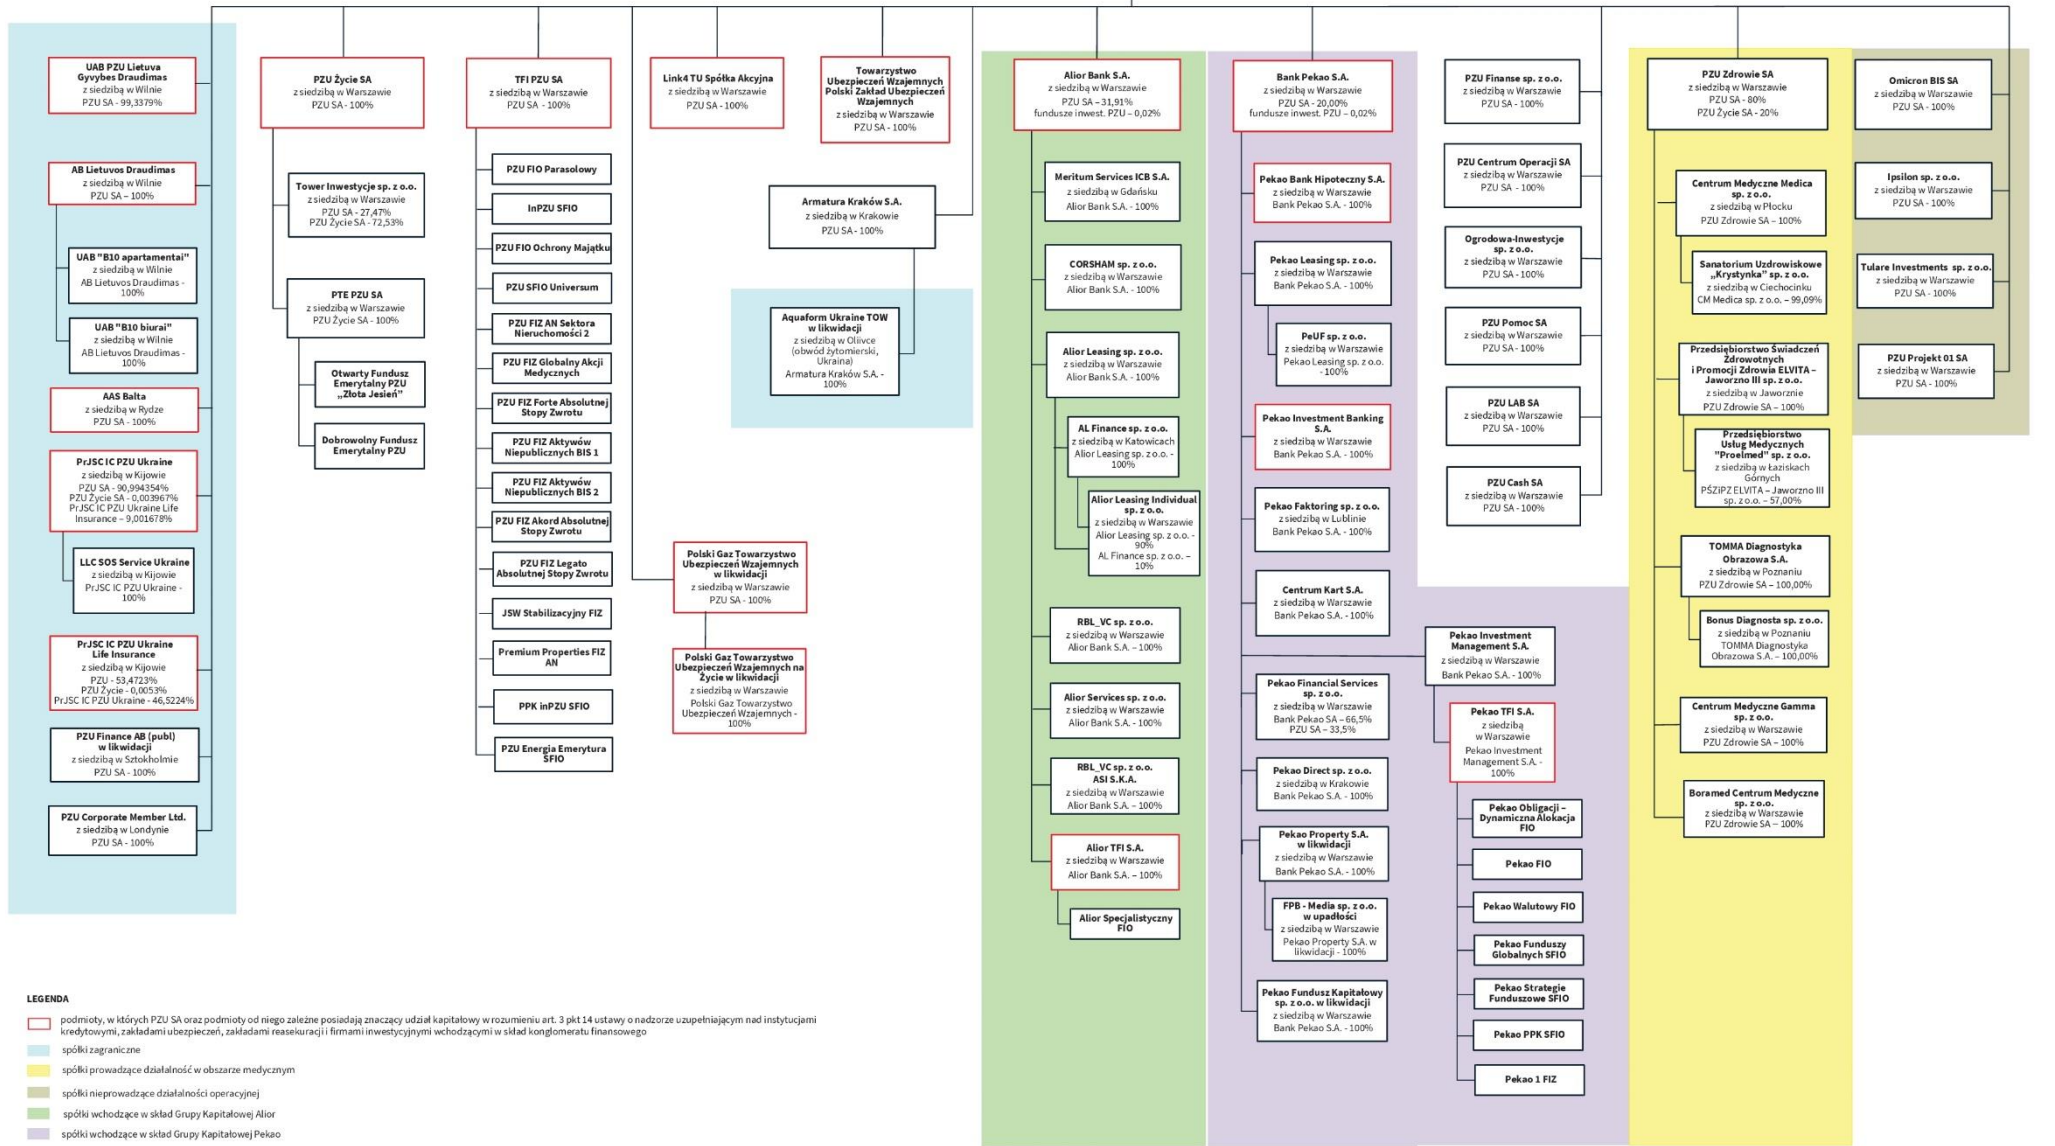 UAB PZU Lietuva
Gyvybes Draudimas
z siedzibą w Wilnie
PZU SA - 99,3379%
AB Lietuvos Draudimas
z siedzibą w Wilnie
PZU SA – 100%
UAB "B10 apartamentai"
z siedzibą w Wilnie
AB Lietuvos Draudimas -
100%
UAB "B10 biurai"
z siedzibą w Wilnie
AB Lietuvos Draudimas -
100%
AAS Balta
z siedzibą w Rydze
PZU SA - 100%
PrJSC IC PZU Ukraine
z siedzibą w Kijowie
PZU SA - 90,994354%
PZU Życie SA - 0,003967%
PrJSC IC PZU Ukraine Life
Insurance – 9,001678%
LLC SOS Service Ukraine
z siedzibą w Kijowie
PrJSC IC PZU Ukraine -
100%
PrJSC IC PZU Ukraine
Life Insurance
z siedzibą w Kijowie
PZU - 53,4723%
PZU Życie - 0,0053%
PrJSC IC PZU Ukraine - 46,5224%
PZU Finance AB (publ)
w likwidacji
z siedzibą w Sztokholmie
PZU SA - 100%
PZU Corporate Member Ltd.
z siedzibą w Londynie
PZU SA - 100%
PZU Życie SA
z siedzibą w Warszawie
PZU SA - 100%
Tower Inwestycje sp. z o.o.
z siedzibą w Warszawie
PZU SA - 27,47%
PZU Życie SA - 72,53%
PTE PZU SA
z siedzibą w Warszawie
PZU Życie SA - 100%
Otwarty Fundusz
Emerytalny PZU
„Złota Jesień”
Dobrowolny Fundusz
Emerytalny PZU
TFI PZU SA
z siedzibą w Warszawie
PZU SA - 100%
PZU FIO Parasolowy
InPZU SFIO
PZU FIO Ochrony Majątku
PZU SFIO Universum
PZU FIZ AN Sektora
Nieruchomości 2
PZU FIZ Globalny Akcji
Medycznych
PZU FIZ Forte Absolutnej
Stopy Zwrotu
PZU FIZ Aktywów
Niepublicznych BIS 1
PZU FIZ Aktywów
Niepublicznych BIS 2
PZU FIZ Akord Absolutnej
Stopy Zwrotu
PZU FIZ Legato
Absolutnej Stopy Zwrotu
JSW Stabilizacyjny FIZ
Premium Properties FIZ
AN
PPK inPZU SFIO
PZU Energia Emerytura
SFIO
Link4 TU Spółka Akcyjna
z siedzibą w Warszawie
PZU SA - 100%
Polski Gaz Towarzystwo
Ubezpieczeń Wzajemnych
w likwidacji
z siedzibą w Warszawie
PZU SA - 100%
Polski Gaz Towarzystwo
Ubezpieczeń Wzajemnych na
Życie w likwidacji
z siedzibą w Warszawie
Polski Gaz Towarzystwo
Ubezpieczeń Wzajemnych -
100%
Towarzystwo
Ubezpieczeń Wzajemnych
Polski Zakład Ubezpieczeń
Wzajemnych
z siedzibą w Warszawie
PZU SA - 100%
Armatura Kraków S.A.
z siedzibą w Krakowie
PZU SA - 100%
Aquaform Ukraine TOW
w likwidacji
z siedzibą w Oliivce
(obwód żytomierski,
Ukraina)
Armatura Kraków S.A. -
100%
Alior Bank S.A.
z siedzibą w Warszawie
PZU SA – 31,91%
fundusze inwest. PZU – 0,02%
Meritum Services ICB S.A.
z siedzibą w Gdańsku
Alior Bank S.A. - 100%
CORSHAM sp. z o.o.
z siedzibą w Warszawie
Alior Bank S.A. - 100%
Alior Leasing sp. z o.o.
z siedzibą w Warszawie
Alior Bank S.A. - 100%
AL Finance sp. z o.o.
z siedzibą w Katowicach
Alior Leasing sp. z o.o. -
100%
Alior Leasing Individual
sp. z o.o.
z siedzibą w Warszawie
Alior Leasing sp. z o.o. -
90%
AL Finance sp. z o.o. –
10%
RBL_VC sp. z o.o.
z siedzibą w Warszawie
Alior Bank S.A. – 100%
Alior Services sp. z o.o.
z siedzibą w Warszawie
Alior Bank S.A. - 100%
RBL_VC sp. z o.o.
ASI S.K.A.
z siedzibą w Warszawie
Alior Bank S.A. – 100%
Alior TFI S.A.
z siedzibą w Warszawie
Alior Bank S.A. – 100%
Alior Specjalistyczny
FIO
Bank Pekao S.A.
z siedzibą w Warszawie
PZU SA - 20,00%
fundusze inwest. PZU – 0,02%
Pekao Bank Hipoteczny S.A.
z siedzibą w Warszawie
Bank Pekao S.A. - 100%
Pekao Leasing sp. z o.o.
z siedzibą w Warszawie
Bank Pekao S.A. - 100%
PeUF sp. z o.o.
z siedzibą w Warszawie
Pekao Leasing sp. z o.o.
- 100%
Pekao Investment Banking
S.A.
z siedzibą w Warszawie
Bank Pekao S.A. - 100%
Pekao Faktoring sp. z o.o.
z siedzibą w Lublinie
Bank Pekao S.A. - 100%
Centrum Kart S.A.
z siedzibą w Warszawie
Bank Pekao S.A. - 100%
Pekao Financial Services
sp. z o.o.
z siedzibą w Warszawie
Bank Pekao SA – 66,5%
PZU SA – 33,5%
Pekao Direct sp. z o.o.
z siedzibą w Krakowie
Bank Pekao S.A. - 100%
Pekao Property S.A.
w likwidacji
z siedzibą w Warszawie
Bank Pekao S.A. - 100%
FPB - Media sp. z o.o.
w upadłości
z siedzibą w Warszawie
Pekao Property S.A. w
likwidacji - 100%
Pekao Fundusz Kapitałowy
sp. z o.o. w likwidacji
z siedzibą w Warszawie
Bank Pekao S.A. - 100%
Pekao Investment
Management S.A.
z siedzibą w Warszawie
Bank Pekao S.A. - 100%
Pekao TFI S.A.
z siedzibą
w Warszawie
Pekao Investment
Management S.A. -
100%
Pekao Obligacji –
Dynamiczna Alokacja
FIO
Pekao FIO
Pekao Walutowy FIO
Pekao Funduszy
Globalnych SFIO
Pekao Strategie
Funduszowe SFIO
Pekao PPK SFIO
Pekao 1 FIZ
PZU Finanse sp. z o.o.
z siedzibą w Warszawie
PZU SA - 100%
PZU Centrum Operacji SA
z siedzibą w Warszawie
PZU SA - 100%
Ogrodowa-Inwestycje
sp. z o.o.
z siedzibą w Warszawie
PZU SA - 100%
PZU Pomoc SA
z siedzibą w Warszawie
PZU SA - 100%
PZU LAB SA
z siedzibą w Warszawie
PZU SA - 100%
PZU Cash SA
z siedzibą w Warszawie
PZU SA - 100%
PZU Zdrowie SA
z siedzibą w Warszawie
PZU SA - 80%
PZU Życie SA - 20%
Centrum Medyczne Medica
sp. z o.o.
z siedzibą w Płocku
PZU Zdrowie SA – 100%
Sanatorium Uzdrowiskowe
„Krystynka” sp. z o.o.
z siedzibą w Ciechocinku
CM Medica sp. z o.o. – 99,09%
Przedsiębiorstwo Świadczeń
Zdrowotnych
i Promocji Zdrowia ELVITA –
Jaworzno III sp. z o.o.
z siedzibą w Jaworznie
PZU Zdrowie SA – 100%
Przedsiębiorstwo
Usług Medycznych
"Proelmed" sp. z o.o.
z siedzibą w Łaziskach
Górnych
PŚZiPZ ELVITA – Jaworzno III
sp. z o.o. – 57,00%
TOMMA Diagnostyka
Obrazowa S.A.
z siedzibą w Poznaniu
PZU Zdrowie SA – 100,00%
Bonus Diagnosta sp. z o.o.
z siedzibą w Poznaniu
TOMMA Diagnostyka
Obrazowa S.A. – 100,00%
Centrum Medyczne Gamma
sp. z o.o.
z siedzibą w Warszawie
PZU Zdrowie SA – 100%
Boramed Centrum Medyczne
sp. z o.o.
z siedzibą w Warszawie
PZU Zdrowie SA – 100%
Omicron BIS SA
z siedzibą w Warszawie
PZU SA - 100%
Ipsilon sp. z o.o.
z siedzibą w Warszawie
PZU SA - 100%
Tulare Investments sp. z o.o.
z siedzibą w Warszawie
PZU SA - 100%
PZU Projekt 01 SA
z siedzibą w Warszawie
PZU SA - 100%
LEGENDA
podmioty, w których PZU SA oraz podmioty od niego zależne posiadają znaczący udział kapitałowy w rozumieniu art. 3 pkt 14 ustawy o nadzorze uzupełniającym nad instytucjami
kredytowymi, zakładami ubezpieczeń, zakładami reasekuracji i firmami inwestycyjnymi wchodzącymi w skład konglomeratu finansowego
spółki zagraniczne
spółki prowadzące działalność w obszarze medycznym
spółki nieprowadzące działalności operacyjnej
spółki wchodzące w skład Grupy Kapitałowej Alior
spółki wchodzące w skład Grupy Kapitałowej Pekao